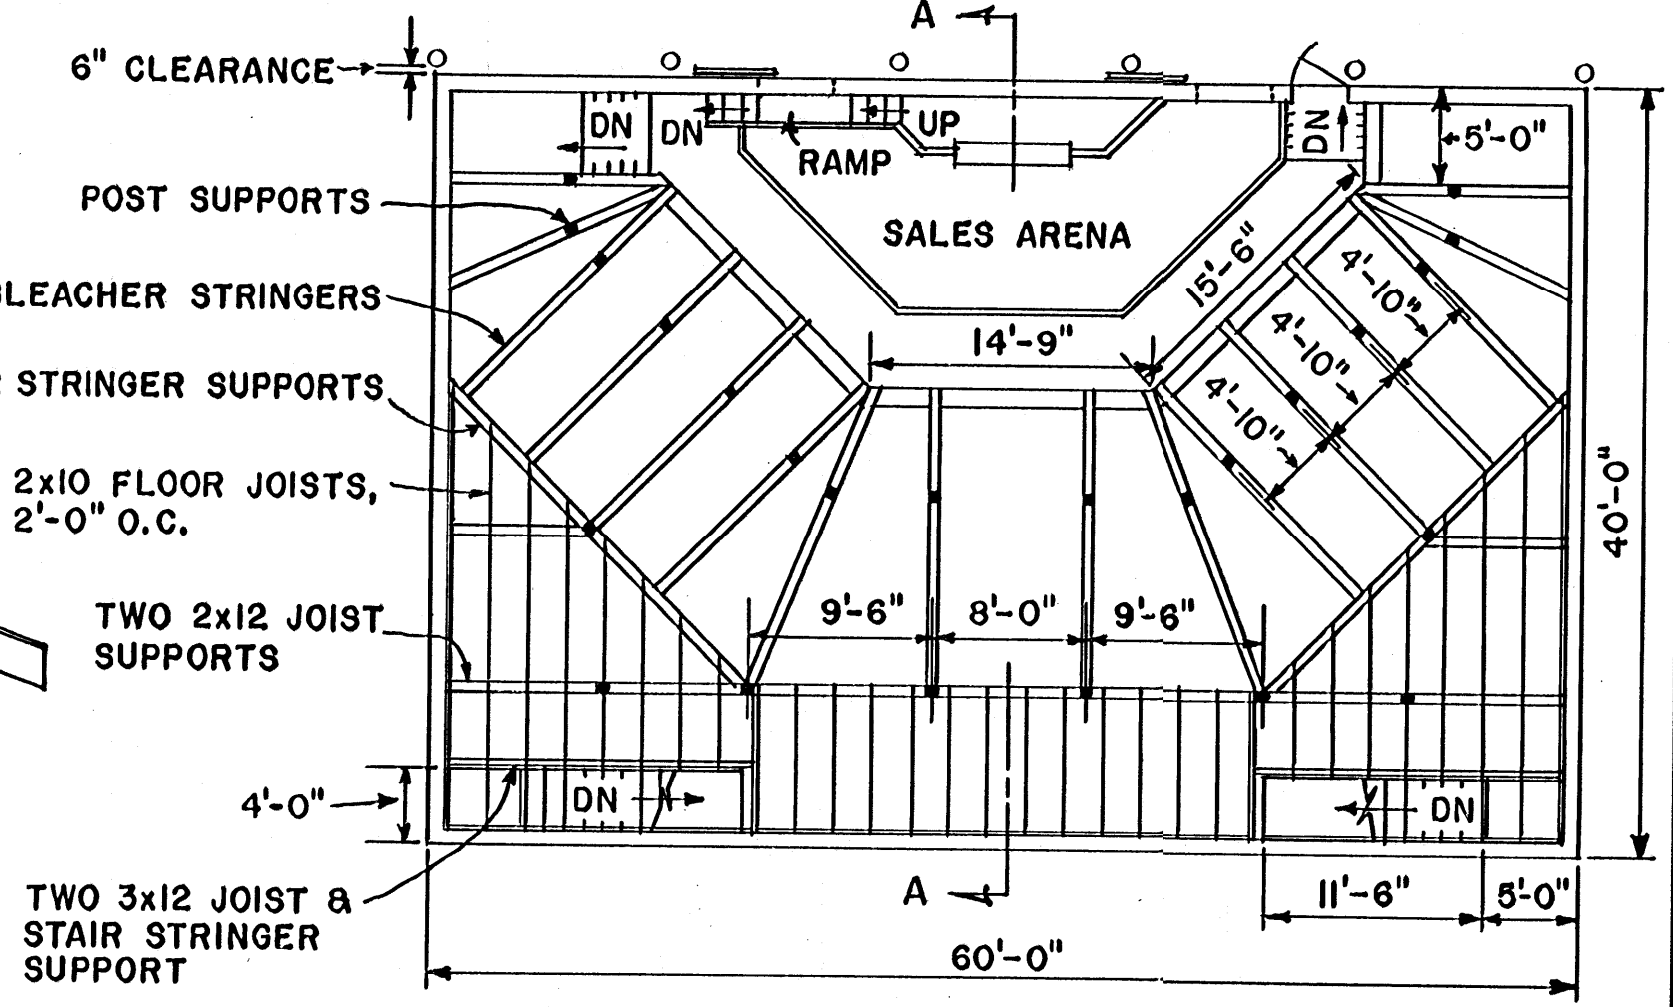 A
6" CLEARANCE
DN
DN
UP
RAMP
DN
5'-0"
POST SUPPORTS
SALES ARENA
15'-6"
4'-10"
4'-10"
4'-10"
BLEACHER STRINGERS
14'-9"
STRINGER SUPPORTS
2x10 FLOOR JOISTS,
2'-0" O.C.
40'-0"
TWO 2x12 JOIST
SUPPORTS
9'-6"
8'-0"
9'-6"
4'-0"
DN
DN
TWO 3x12 JOIST &
STAIR STRINGER
SUPPORT
A
11'-6"
5'-0"
60'-0"